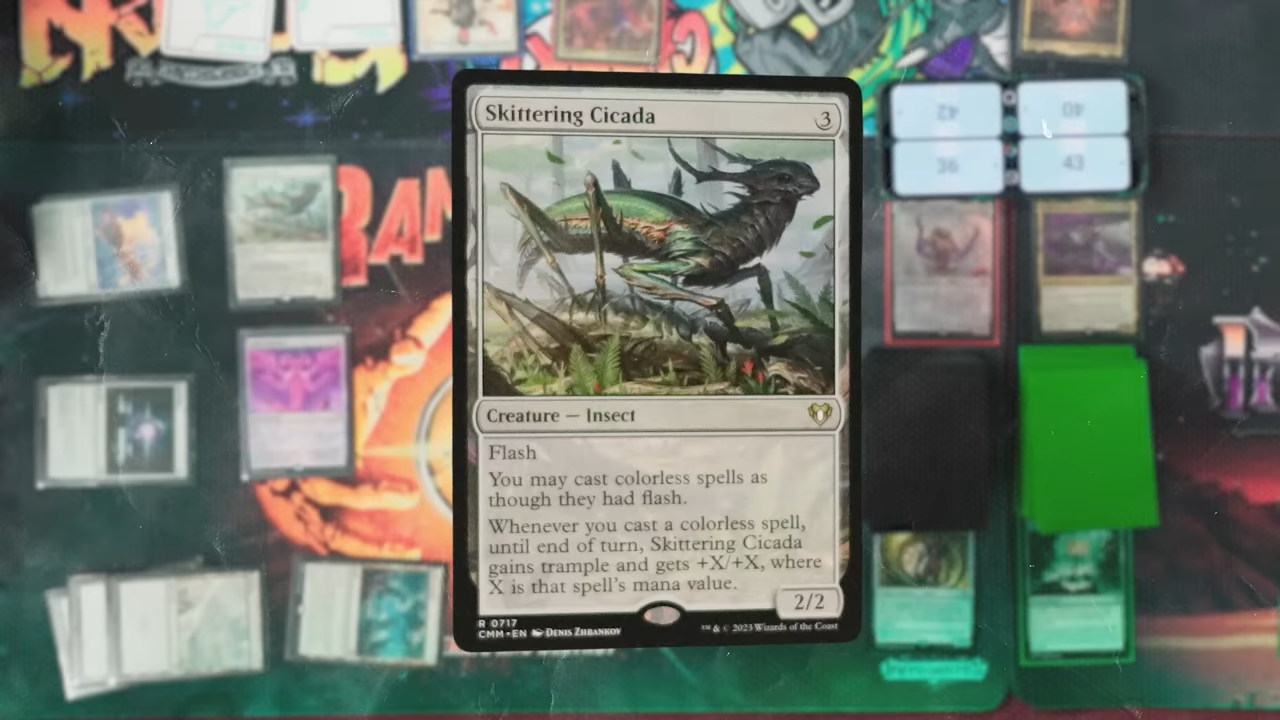 Skittering Cicada
3
Creature — Insect
Flash
You may cast colorless spells as
though they had flash.
Whenever you cast a colorless spell,
until end of turn, Skittering Cicada
gains trample and gets +X/+X, where
X is that spell's mana value.
2/2
R 0717
CMM • EN Denis Zhbankov
™ & © 2023 Wizards of the Coast
42
40
36
43